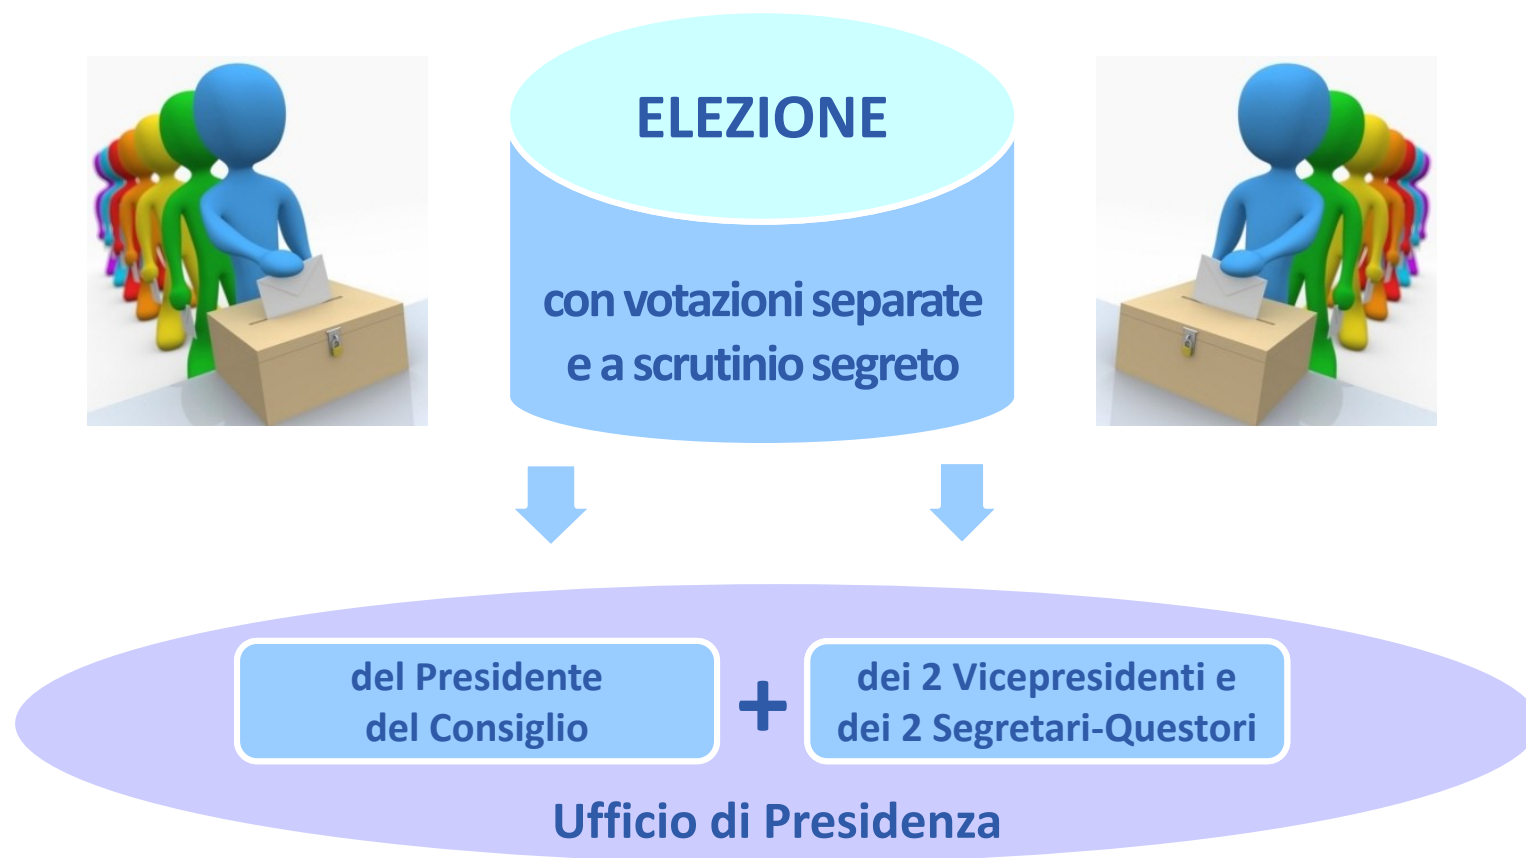 ELEZIONE
con votazioni separate
e a scrutinio segreto
del Presidente
del Consiglio
+
dei 2 Vicepresidenti e
dei 2 Segretari-Questori
Ufficio di Presidenza